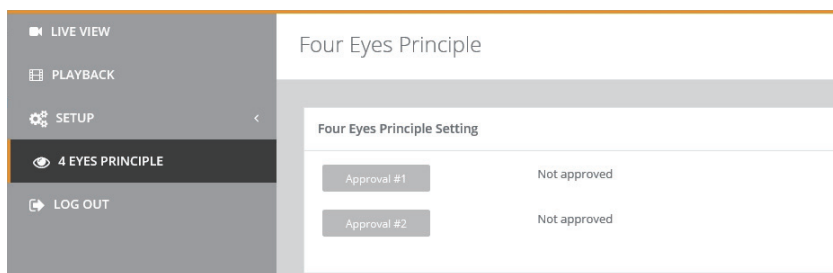 LIVE VIEW
PLAYBACK
SETUP
4 EYES PRINCIPLE
LOG OUT
Four Eyes Principle
Four Eyes Principle Setting
Approval #1 Not approved
Approval #2 Not approved